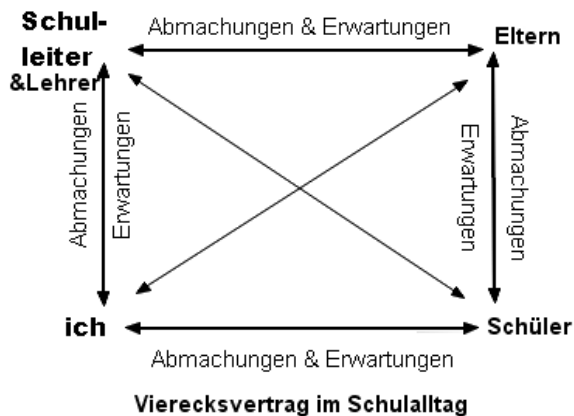 Schul-
leiter
&Lehrer
Abmachungen & Erwartungen
Eltern
Abmachungen
Erwartungen
Erwartungen
Abmachungen
ich
Schüler
Abmachungen & Erwartungen
Vierecksvertrag im Schulalltag